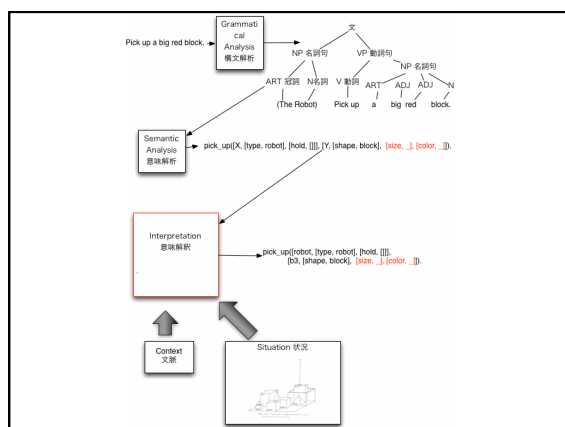 Pick up a big red block.
Grammati
cal
Analysis
構文解析
文
NP 名詞句
VP 動詞句
NP 名詞句
ART 冠詞
N名詞
V 動詞
ART
ADJ
ADJ
N
(The Robot)
Pick up
a
big
red
block.
Semantic
Analysis
意味解析
pick_up([X, [type, robot], [hold, []]], [Y, [shape, block], [size, _], [color, _]]).
Interpretation
意味解釈
pick_up([robot, [type, robot], [hold, []]],
[b3, [shape, block], [size, _], [color, _]]).
Context
文脈
Situation 状況